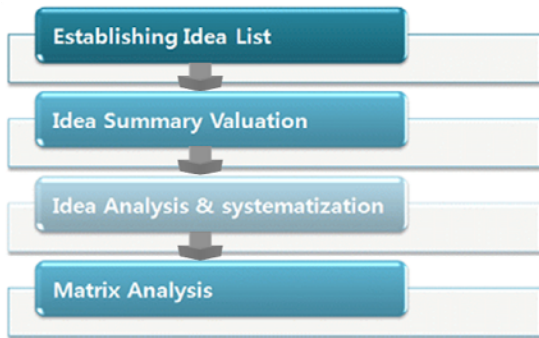 Establishing Idea List
Idea Summary Valuation
Idea Analysis & systematization
Matrix Analysis